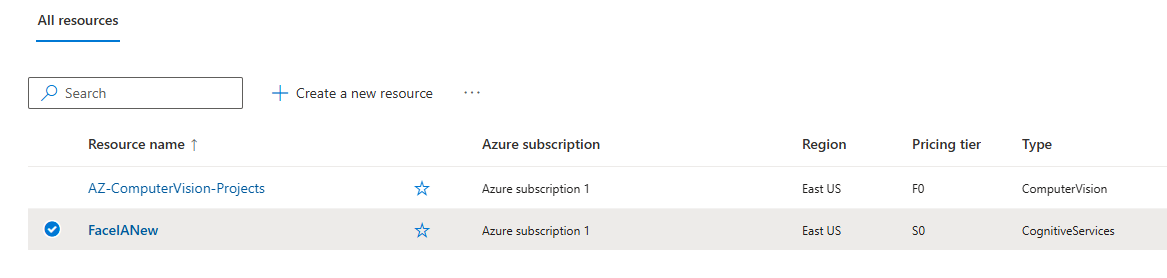 All resources
Search
Create a new resource
Resource name ↑ Azure subscription Region Pricing tier Type
AZ-ComputerVision-Projects Azure subscription 1 East US F0 ComputerVision
FaceIANew Azure subscription 1 East US S0 CognitiveServices